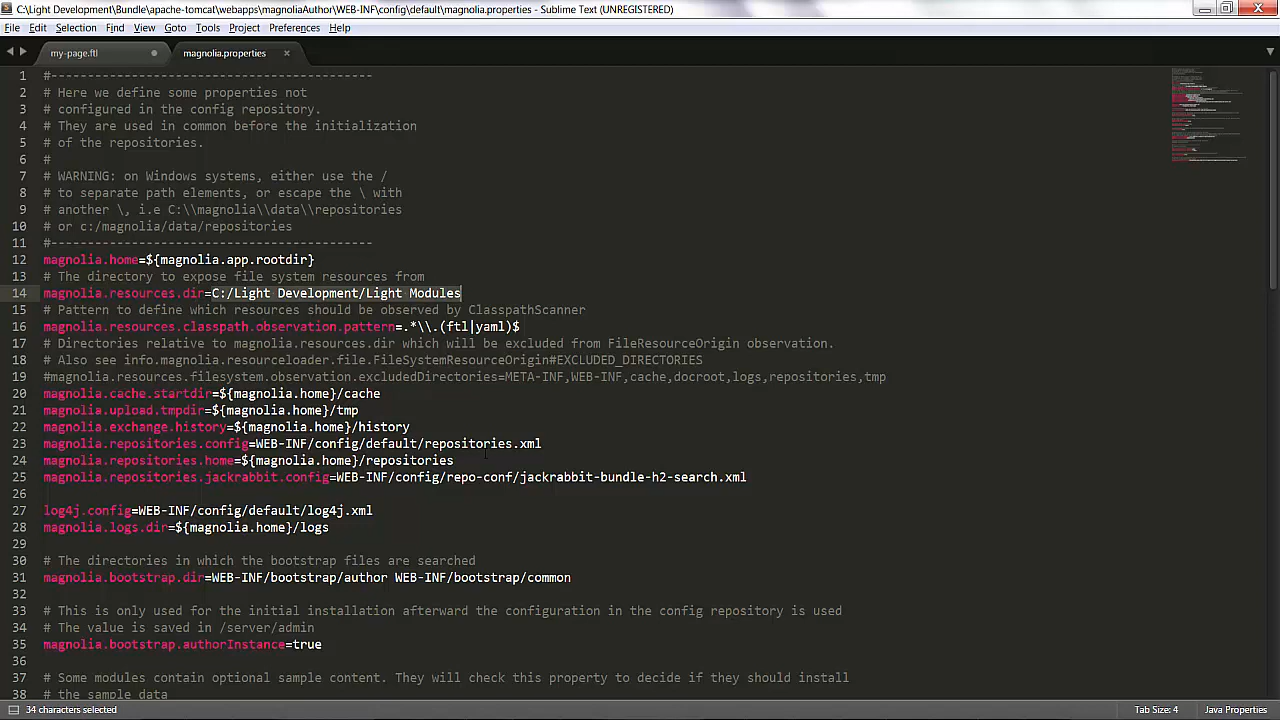 C:\Light Development\Bundle\apache-tomcat\webapps\magnoliaAuthor\WEB-INF\config\default\magnolia.properties - Sublime Text (UNREGISTERED)
File Edit Selection Find View Goto Tools Project Preferences Help
my-page.ftl magnolia.properties
1 #--------------------------------------------
2 # Here we define some properties not
3 # configured in the config repository.
4 # They are used in common before the initialization
5 # of the repositories.
6 #
7 # WARNING: on Windows systems, either use the /
8 # to separate path elements, or escape the \ with
9 # another \, i.e C:\\magnolia\\data\\repositories
10 # or c:/magnolia/data/repositories
11 #--------------------------------------------
12 magnolia.home=${magnolia.app.rootdir}
13 # The directory to expose file system resources from
14 magnolia.resources.dir=C:/Light Development/Light Modules
15 # Pattern to define which resources should be observed by ClasspathScanner
16 magnolia.resources.classpath.observation.pattern=.*\\.(ftl|yaml)$
17 # Directories relative to magnolia.resources.dir which will be excluded from FileResourceOrigin observation.
18 # Also see info.magnolia.resourceloader.file.FileSystemResourceOrigin#EXCLUDED_DIRECTORIES
19 #magnolia.resources.filesystem.observation.excludedDirectories=META-INF,WEB-INF,cache,docroot,logs,repositories,tmp
20 magnolia.cache.startdir=${magnolia.home}/cache
21 magnolia.upload.tmpdir=${magnolia.home}/tmp
22 magnolia.exchange.history=${magnolia.home}/history
23 magnolia.repositories.config=WEB-INF/config/default/repositories.xml
24 magnolia.repositories.home=${magnolia.home}/repositories
25 magnolia.repositories.jackrabbit.config=WEB-INF/config/repo-conf/jackrabbit-bundle-h2-search.xml
26
27 log4j.config=WEB-INF/config/default/log4j.xml
28 magnolia.logs.dir=${magnolia.home}/logs
29
30 # The directories in which the bootstrap files are searched
31 magnolia.bootstrap.dir=WEB-INF/bootstrap/author WEB-INF/bootstrap/common
32
33 # This is only used for the initial installation afterward the configuration in the config repository is used
34 # The value is saved in /server/admin
35 magnolia.bootstrap.authorInstance=true
36
37 # Some modules contain optional sample content. They will check this property to decide if they should install
38 # the sample data
34 characters selected Tab Size: 4 Java Properties